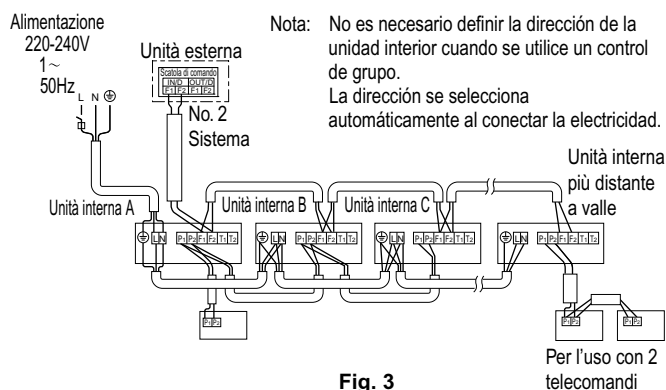 Alimentazione
220-240V
1~
50Hz
L N
Unità esterna
Scatola di comando
IN/D OUT/D
F1 F2 F1 F2
No. 2
Sistema
Nota: No es necesario definir la dirección de la
unidad interior cuando se utilice un control
de grupo.
La dirección se selecciona
automáticamente al conectar la electricidad.
Unità interna
più distante
a valle
Unità interna A
Unità interna B
Unità interna C
L N P1 P2 F1 F2 T1 T2
L N P1 P2 F1 F2 T1 T2
L N P1 P2 F1 F2 T1 T2
L N P1 P2 F1 F2 T1 T2
P1 P2
P1 P2
P1 P2
Per l'uso con 2
telecomandi
Fig. 3